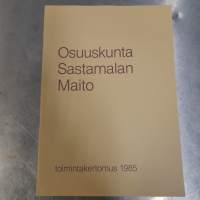 Osuuskunta
Sastamalan
Maito
toimintakertomus 1985